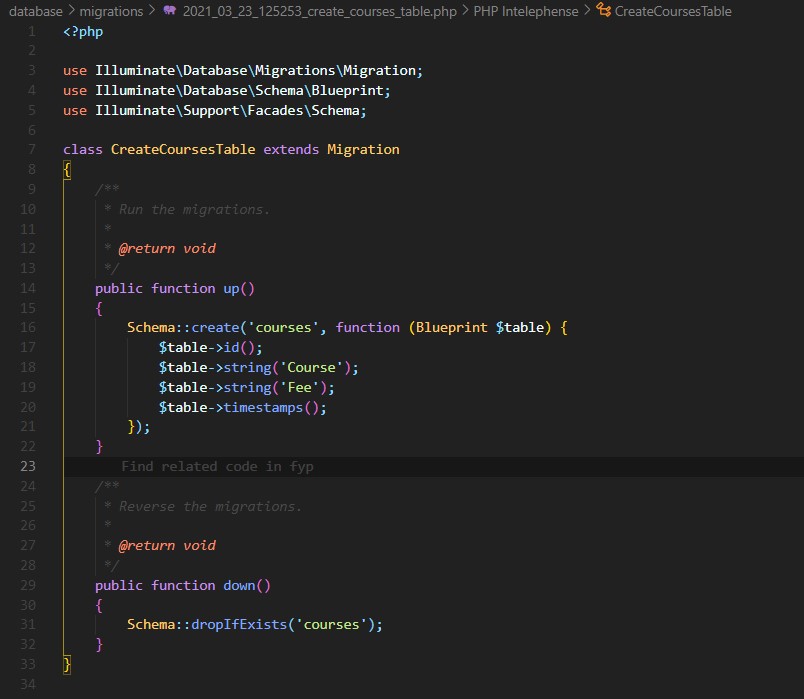 database > migrations > 2021_03_23_125253_create_courses_table.php > PHP Intelephense > CreateCoursesTable
1 <?php
2
3 use Illuminate\Database\Migrations\Migration;
4 use Illuminate\Database\Schema\Blueprint;
5 use Illuminate\Support\Facades\Schema;
6
7 class CreateCoursesTable extends Migration
8 {
9     /**
10      * Run the migrations.
11      *
12      * @return void
13      */
14     public function up()
15     {
16         Schema::create('courses', function (Blueprint $table) {
17             $table->id();
18             $table->string('Course');
19             $table->string('Fee');
20             $table->timestamps();
21         });
22     }
23        Find related code in fyp
24     /**
25      * Reverse the migrations.
26      *
27      * @return void
28      */
29     public function down()
30     {
31         Schema::dropIfExists('courses');
32     }
33 }
34